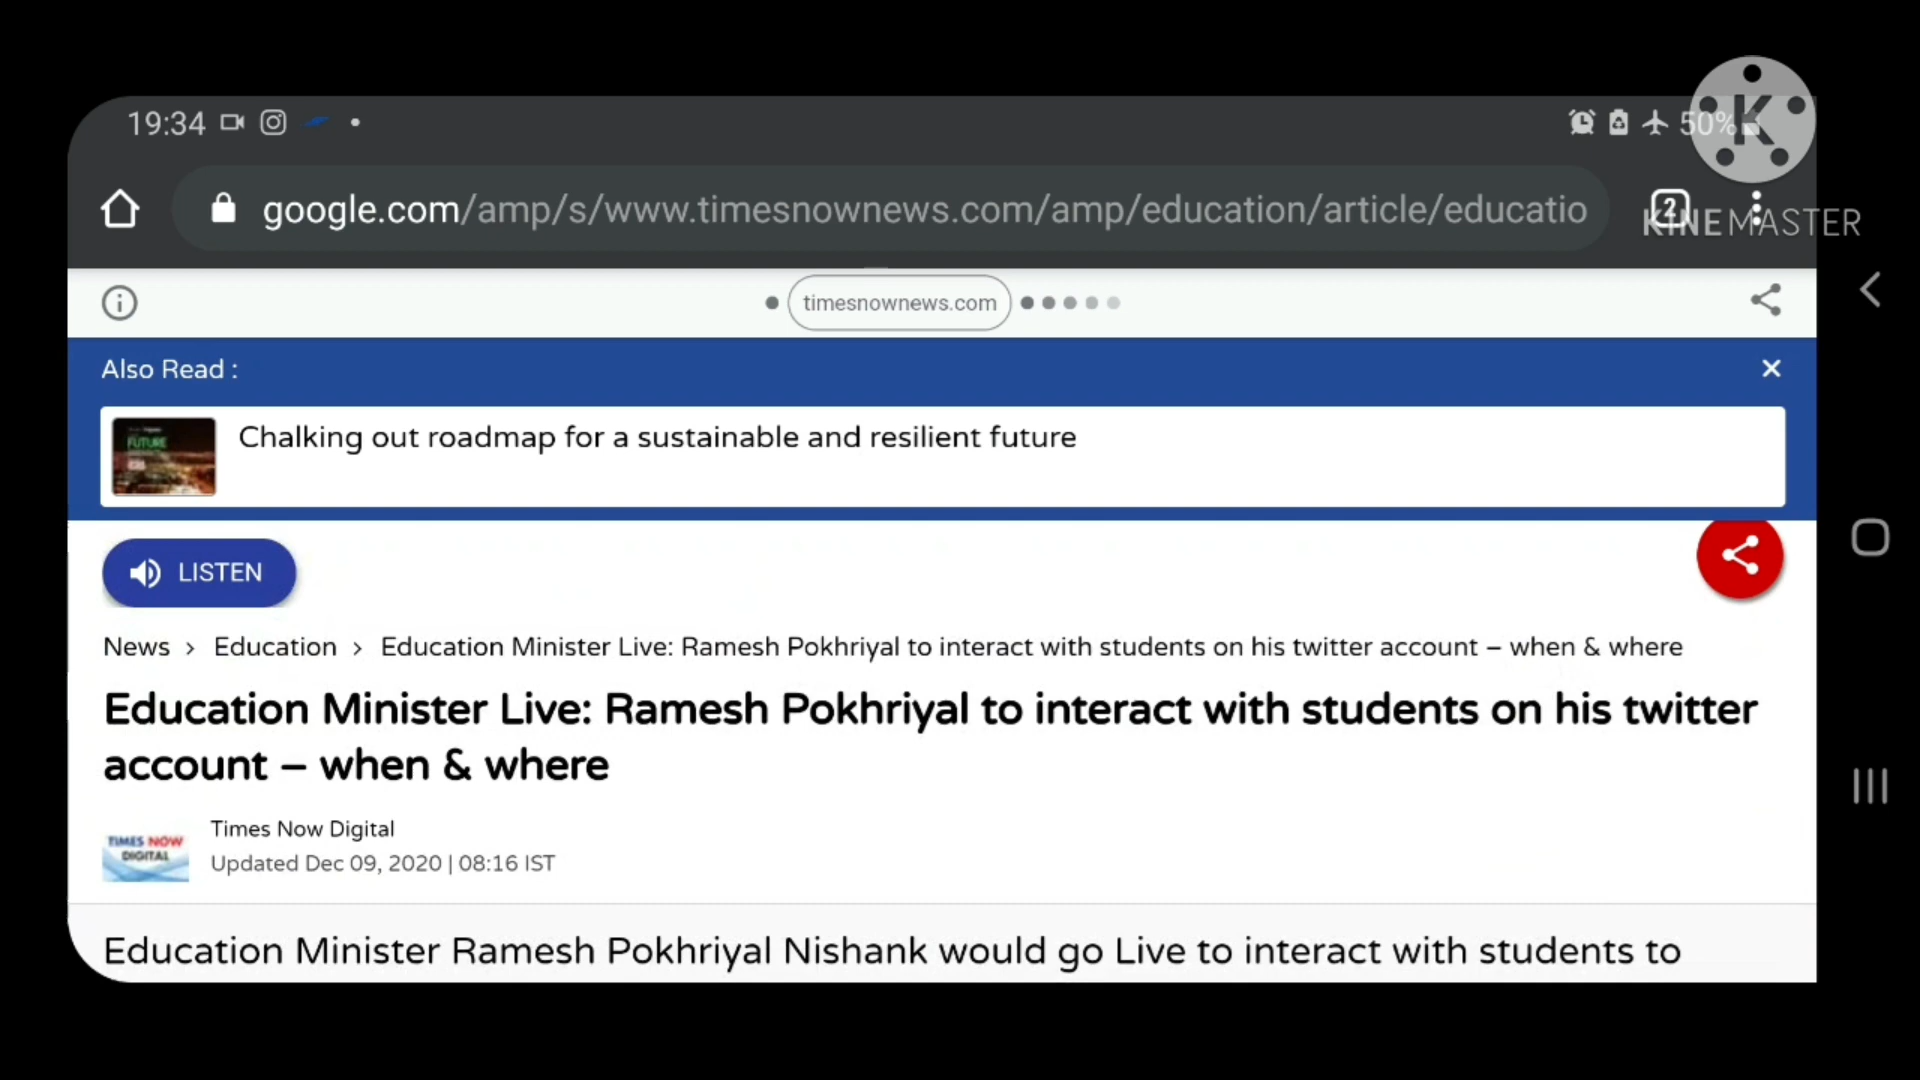 19:34
50%
K
google.com/amp/s/www.timesnownews.com/amp/education/article/educatio
2
KINEMASTER
timesnownews.com
Also Read :
FUTURE
Chalking out roadmap for a sustainable and resilient future
LISTEN
News > Education > Education Minister Live: Ramesh Pokhriyal to interact with students on his twitter account – when & where
Education Minister Live: Ramesh Pokhriyal to interact with students on his twitter
account – when & where
TIMES NOW
DIGITAL
Times Now Digital
Updated Dec 09, 2020 | 08:16 IST
Education Minister Ramesh Pokhriyal Nishank would go Live to interact with students to